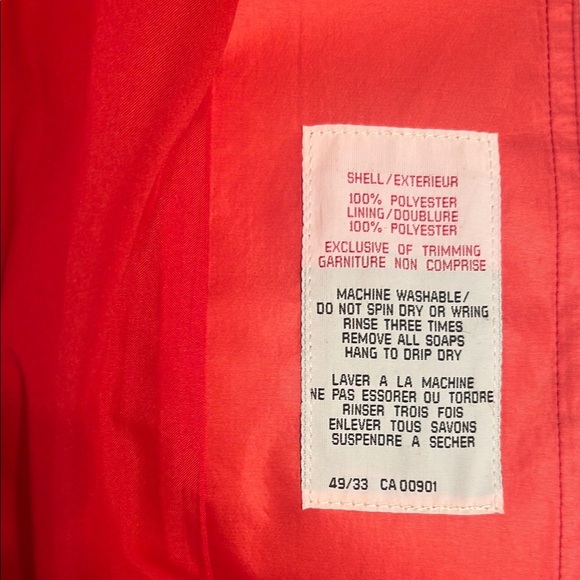 SHELL/EXTERIEUR
100% POLYESTER
LINING/DOUBLURE
100% POLYESTER
EXCLUSIVE OF TRIMMING
GARNITURE NON COMPRISE
MACHINE WASHABLE/
DO NOT SPIN DRY OR WRING
RINSE THREE TIMES
REMOVE ALL SOAPS
HANG TO DRIP DRY
LAVER A LA MACHINE
NE PAS ESSORER OU TORDRE
RINSER TROIS FOIS
ENLEVER TOUS SAVONS
SUSPENDRE A SECHER
49/33 CA 00901